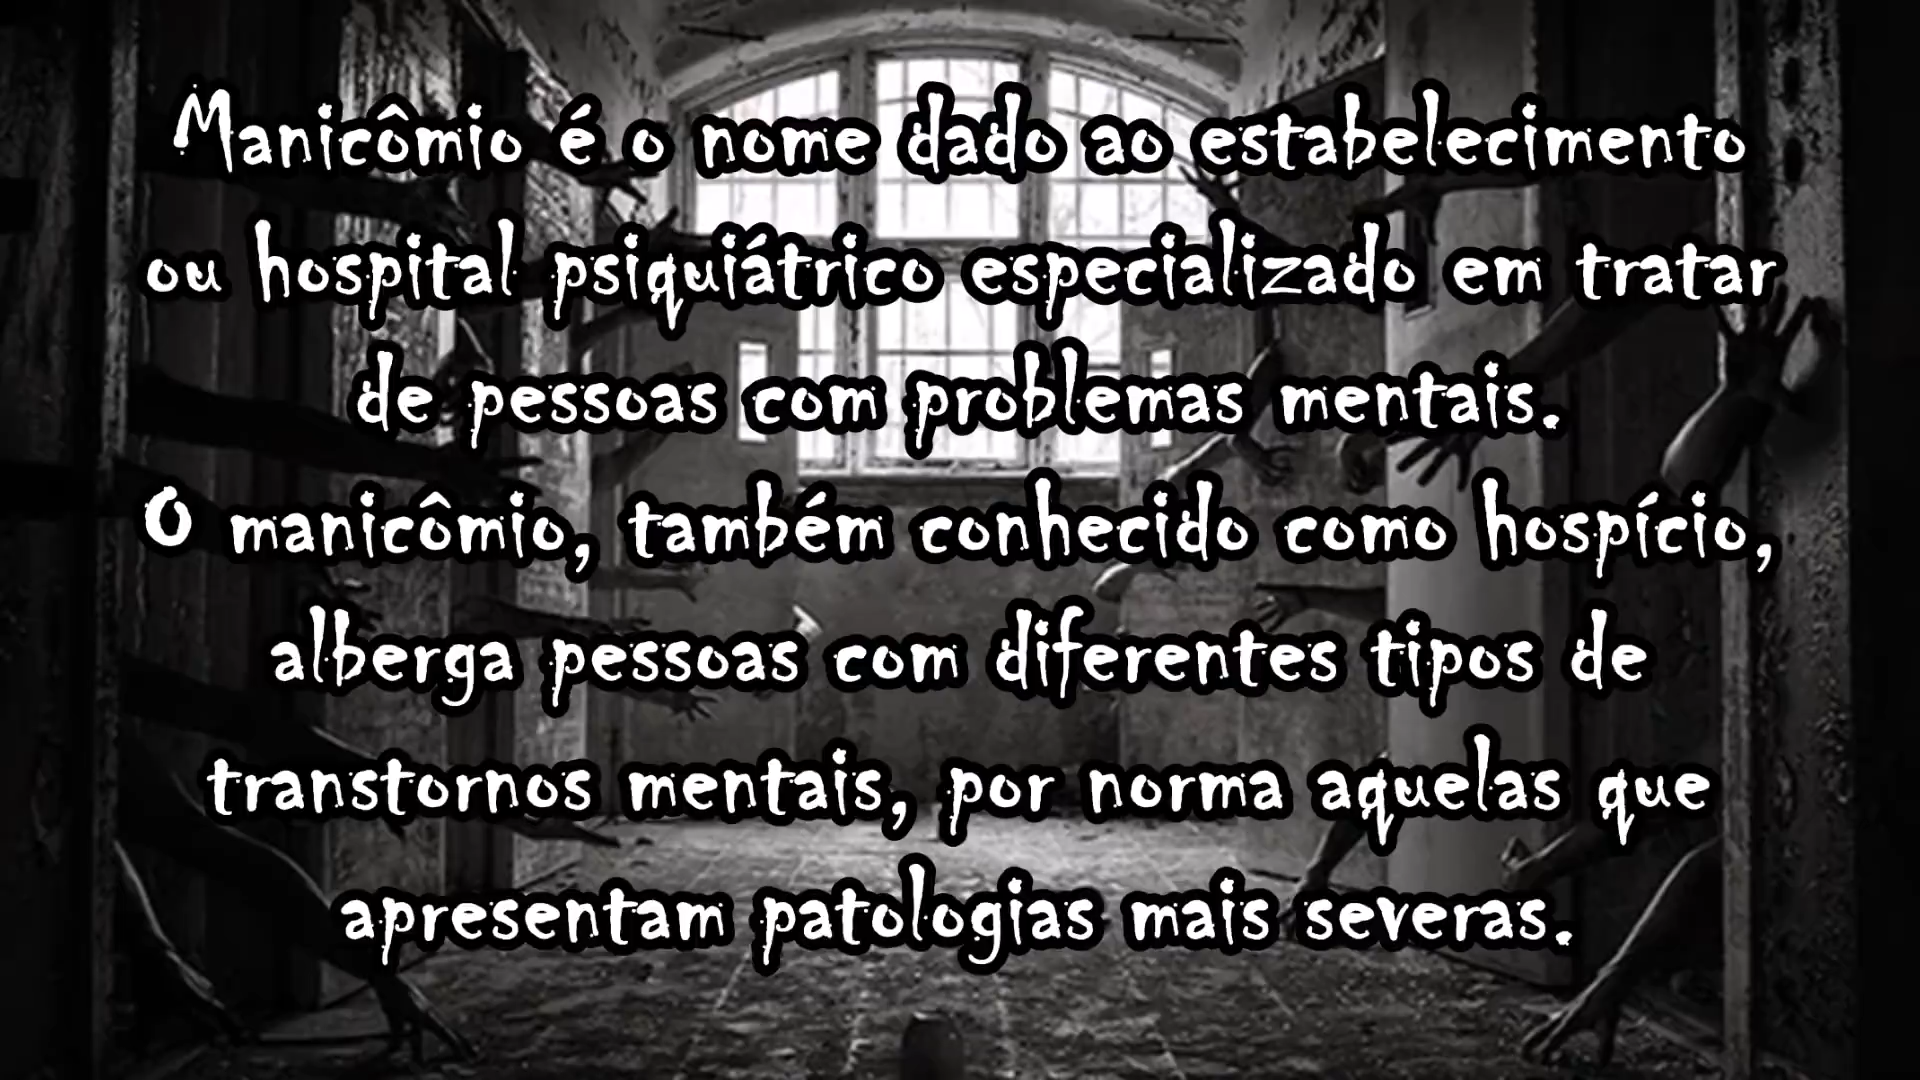 Manicômio é o nome dado ao estabelecimento
ou hospital psiquiátrico especializado em tratar
de pessoas com problemas mentais.
O manicômio, também conhecido como hospício,
alberga pessoas com diferentes tipos de
transtornos mentais, por norma aquelas que
apresentam patologias mais severas.